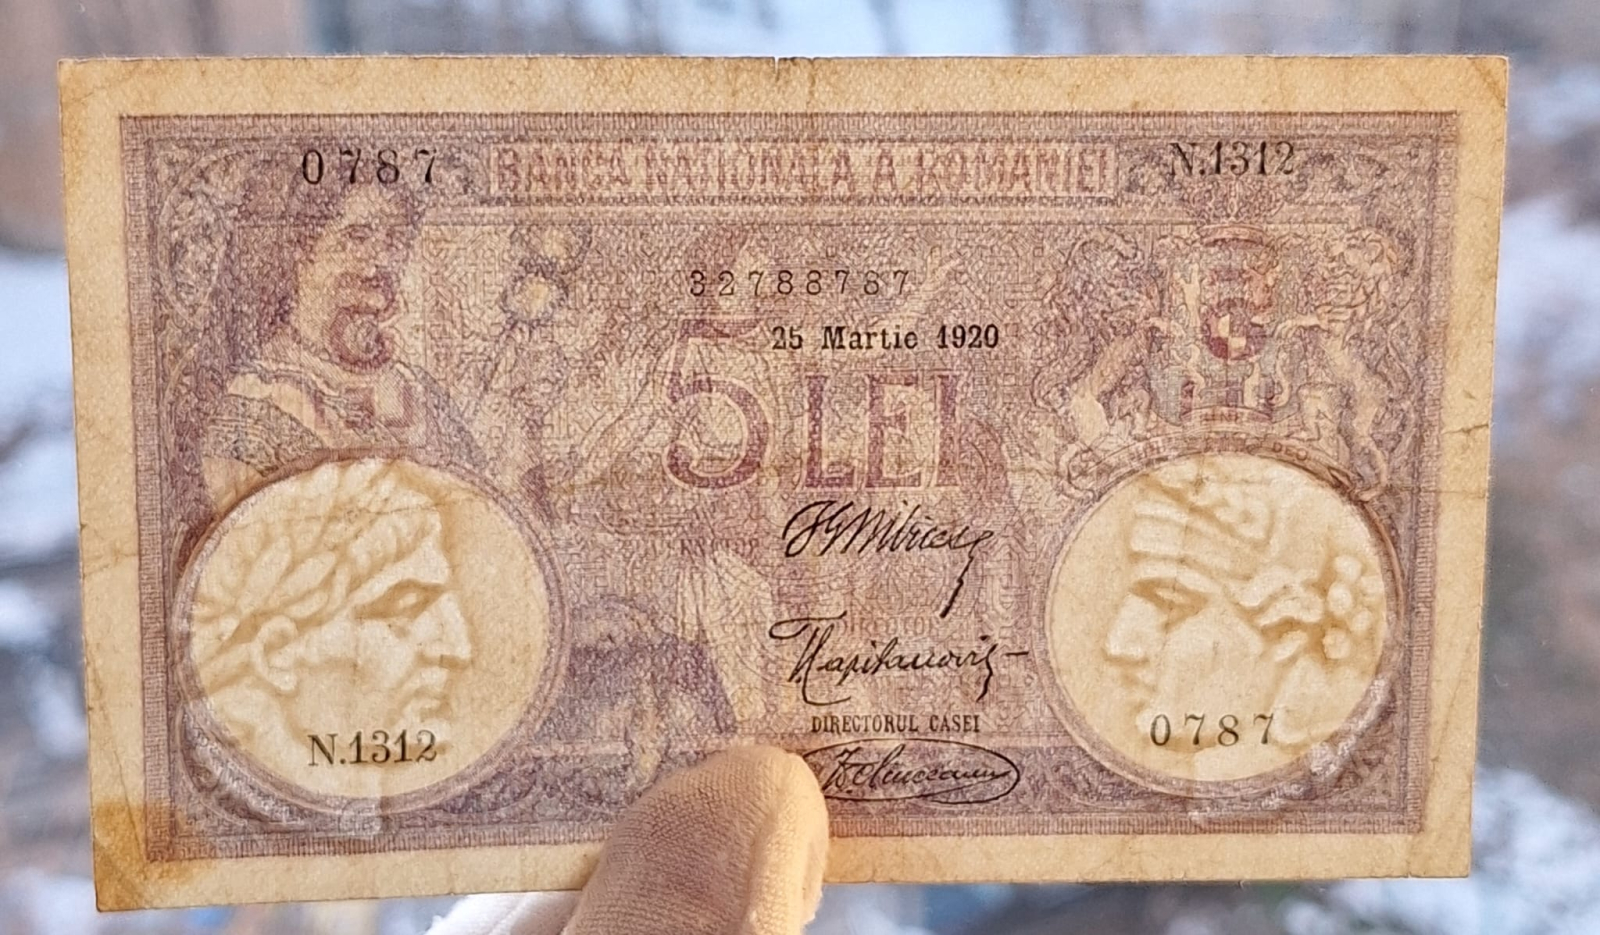 0787
BANCA NATIONALA A ROMANIEI
N.1312
32788787
25 Martie 1920
5 LEI
DIRECTORUL CASEI
N.1312
0787